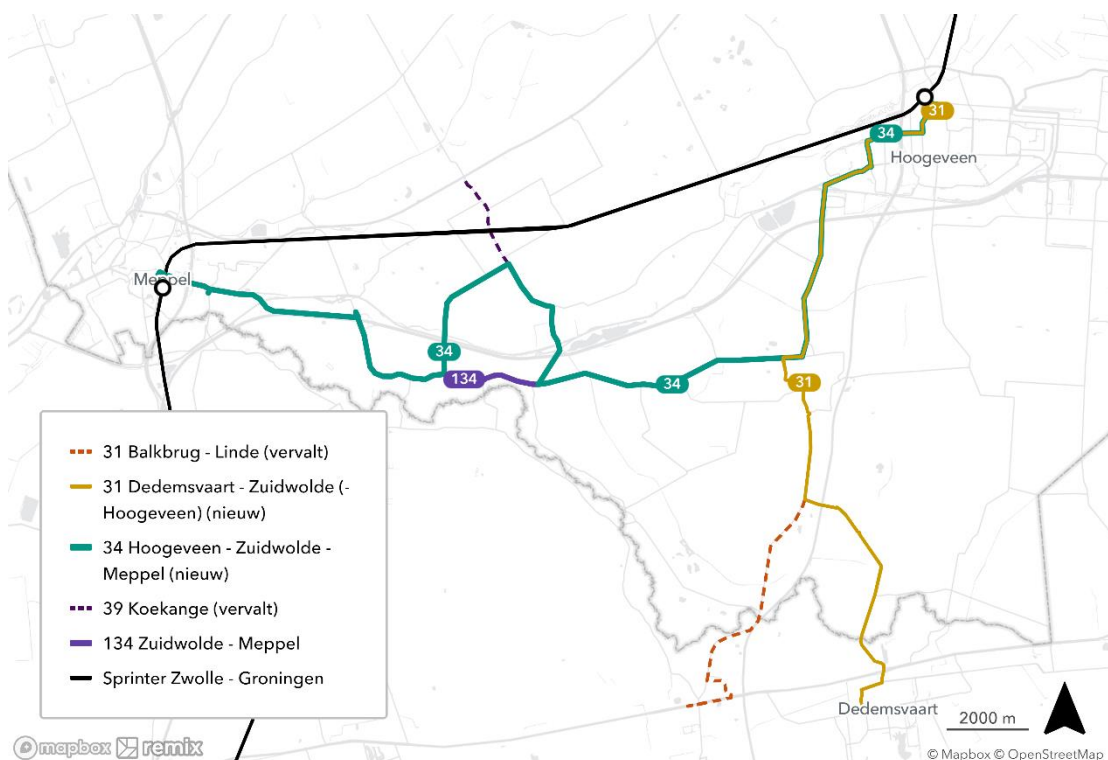 31
34
Hoogeveen
Meppel
34
134
34
31
31 Balkbrug - Linde (vervalt)
31 Dedemsvaart - Zuidwolde (-
Hoogeveen) (nieuw)
34 Hoogeveen - Zuidwolde -
Meppel (nieuw)
39 Koekange (vervalt)
134 Zuidwolde - Meppel
Sprinter Zwolle - Groningen
Dedemsvaart
2000 m
mapbox remix
© Mapbox © OpenStreetMap